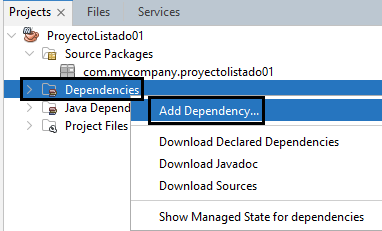 Projects × Files Services
ProyectoListado01
Source Packages
com.mycompany.proyectolistado01
Dependencies
Java Depend
Project Files
Add Dependency...
Download Declared Dependencies
Download Javadoc
Download Sources
Show Managed State for dependencies